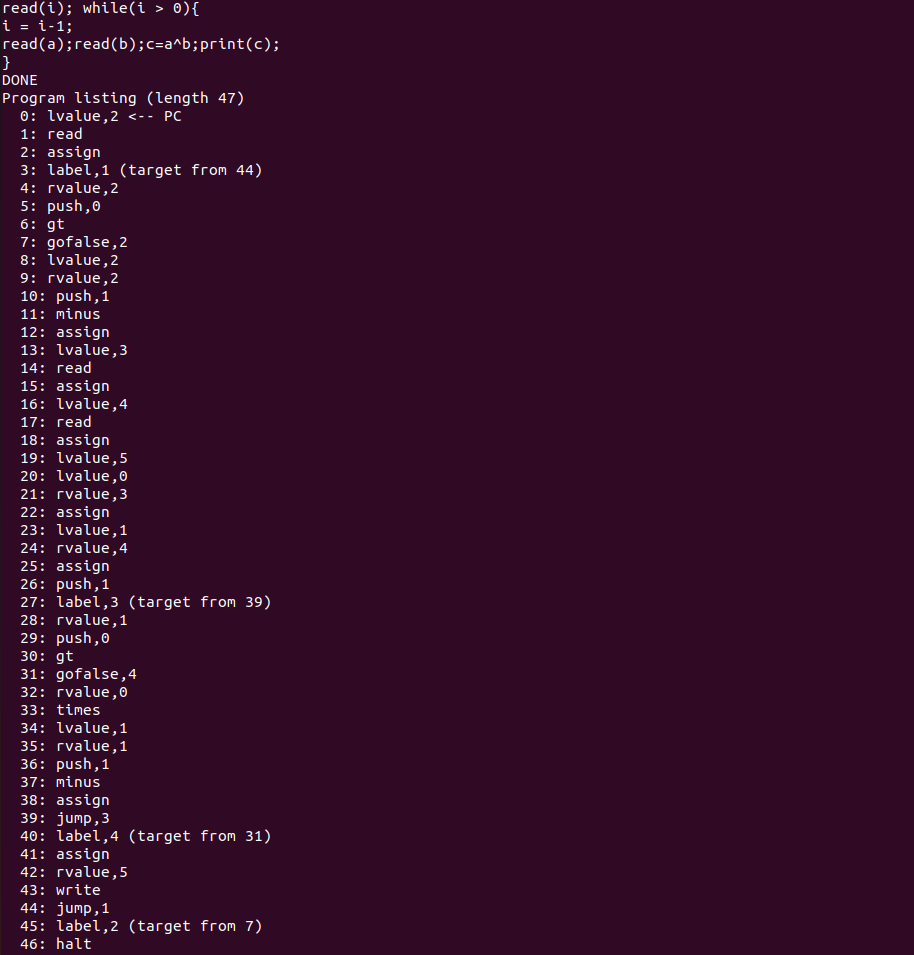 read(i); while(i > 0){
i = i-1;
read(a);read(b);c=a^b;print(c);
}
DONE
Program listing (length 47)
0: lvalue,2 <-- PC
1: read
2: assign
3: label,1 (target from 44)
4: rvalue,2
5: push,0
6: gt
7: gofalse,2
8: lvalue,2
9: rvalue,2
10: push,1
11: minus
12: assign
13: lvalue,3
14: read
15: assign
16: lvalue,4
17: read
18: assign
19: lvalue,5
20: lvalue,0
21: rvalue,3
22: assign
23: lvalue,1
24: rvalue,4
25: assign
26: push,1
27: label,3 (target from 39)
28: rvalue,1
29: push,0
30: gt
31: gofalse,4
32: rvalue,0
33: times
34: lvalue,1
35: rvalue,1
36: push,1
37: minus
38: assign
39: jump,3
40: label,4 (target from 31)
41: assign
42: rvalue,5
43: write
44: jump,1
45: label,2 (target from 7)
46: halt